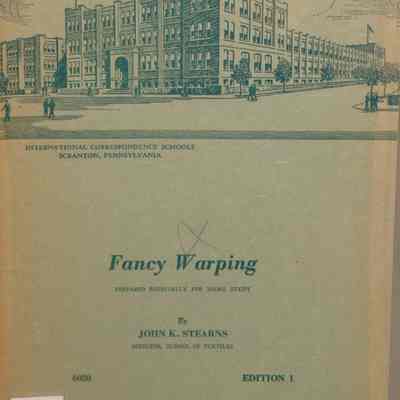 INTERNATIONAL CORRESPONDENCE SCHOOLS
SCRANTON, PENNSYLVANIA
Fancy Warping
PREPARED ESPECIALLY FOR HOME STUDY
By
JOHN K. STEARNS
DIRECTOR, SCHOOL OF TEXTILES
6020 EDITION 1